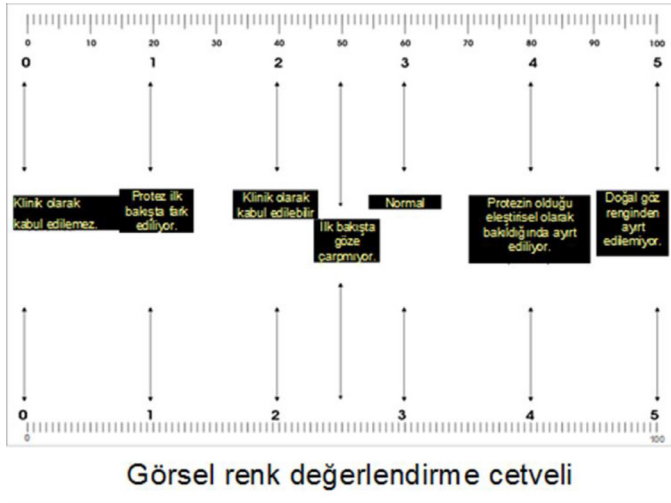 0 10 20 30 40 50 60 70 80 90 100
0 1 2 3 4 5
Klinik olarak
kabul edilemez.
Protez ilk
bakışta fark
ediliyor.
Klinik olarak
kabul edilebilir
İlk bakışta
göze
çarpmıyor.
Normal
Protezin olduğu
eleştirisel olarak
bakıldığında ayırt
ediliyor.
Doğal göz
renginden
ayırt
edilemiyor.
0 1 2 3 4 5
0 100
Görsel renk değerlendirme cetveli